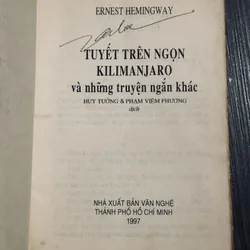 ERNEST HEMINGWAY
TUYẾT TRÊN NGỌN
KILIMANJARO
và những truyện ngắn khác
HUY TƯỞNG & PHẠM VIÊM PHƯƠNG
dịch
NHÀ XUẤT BẢN VĂN NGHỆ
THÀNH PHỐ HỒ CHÍ MINH
1997